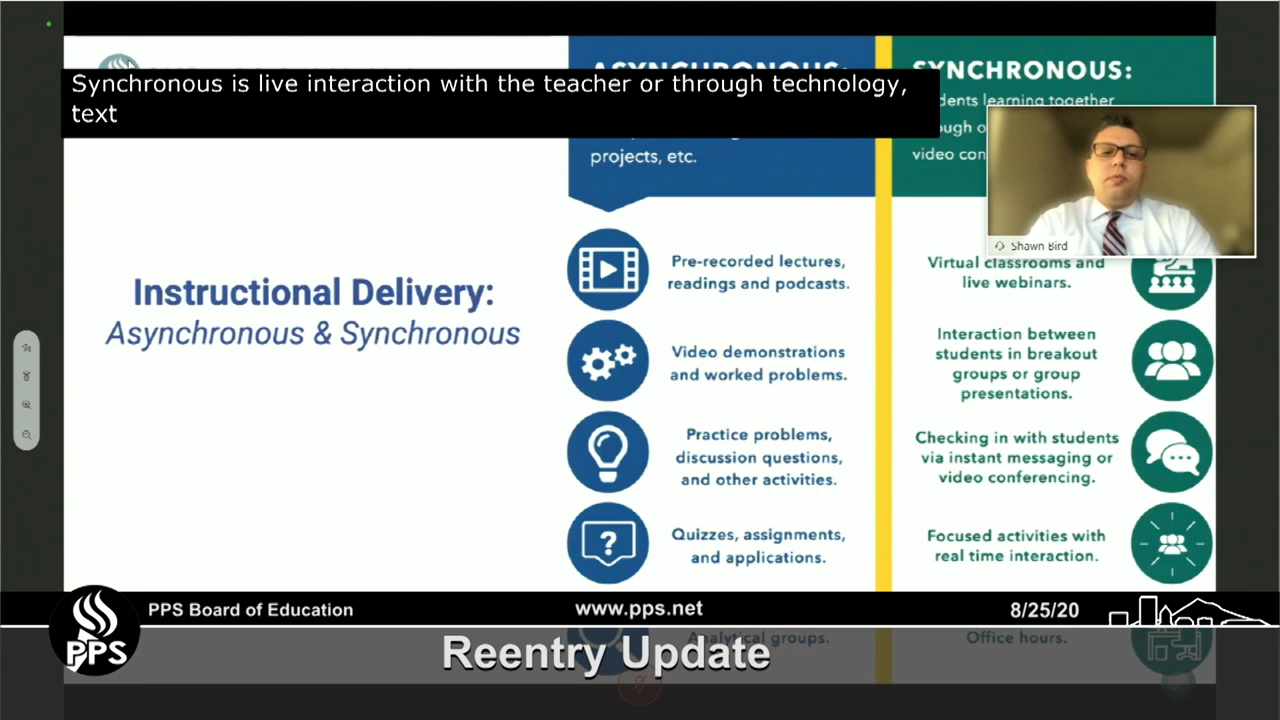 Synchronous is live interaction with the teacher or through technology,
text
ASYNCHRONOUS:
projects, etc.
SYNCHRONOUS:
learning together
video
Instructional Delivery:
Asynchronous & Synchronous
Pre-recorded lectures,
readings and podcasts.
Video demonstrations
and worked problems.
Practice problems,
discussion questions,
and other activities.
Quizzes, assignments,
and applications.
Analytical groups.
Shawn Bird
Virtual classrooms and
live webinars.
Interaction between
students in breakout
groups or group
presentations.
Checking in with students
via instant messaging or
video conferencing.
Focused activities with
real time interaction.
Office hours.
PPS
PPS Board of Education
www.pps.net
8/25/20
Reentry Update